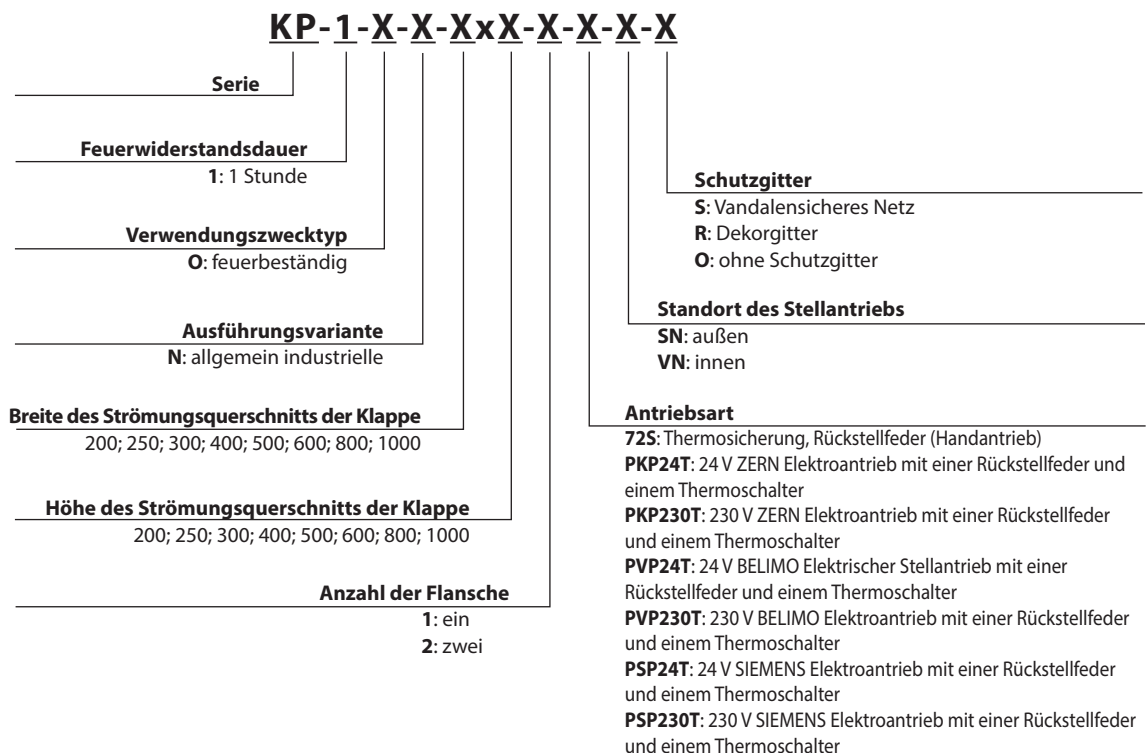 KP-1-X-X-XxX-X-X-X-X
Serie
Feuerwiderstandsdauer
1: 1 Stunde
Verwendungszwecktyp
O: feuerbeständig
Ausführungsvariante
N: allgemein industrielle
Breite des Strömungsquerschnitts der Klappe
200; 250; 300; 400; 500; 600; 800; 1000
Höhe des Strömungsquerschnitts der Klappe
200; 250; 300; 400; 500; 600; 800; 1000
Anzahl der Flansche
1: ein
2: zwei
Schutzgitter
S: Vandalensicheres Netz
R: Dekorgitter
O: ohne Schutzgitter
Standort des Stellantriebs
SN: außen
VN: innen
Antriebsart
72S: Thermosicherung, Rückstellfeder (Handantrieb)
PKP24T: 24 V ZERN Elektroantrieb mit einer Rückstellfeder und
einem Thermoschalter
PKP230T: 230 V ZERN Elektroantrieb mit einer Rückstellfeder
und einem Thermoschalter
PVP24T: 24 V BELIMO Elektrischer Stellantrieb mit einer
Rückstellfeder und einem Thermoschalter
PVP230T: 230 V BELIMO Elektroantrieb mit einer Rückstellfeder
und einem Thermoschalter
PSP24T: 24 V SIEMENS Elektroantrieb mit einer Rückstellfeder
und einem Thermoschalter
PSP230T: 230 V SIEMENS Elektroantrieb mit einer Rückstellfeder
und einem Thermoschalter